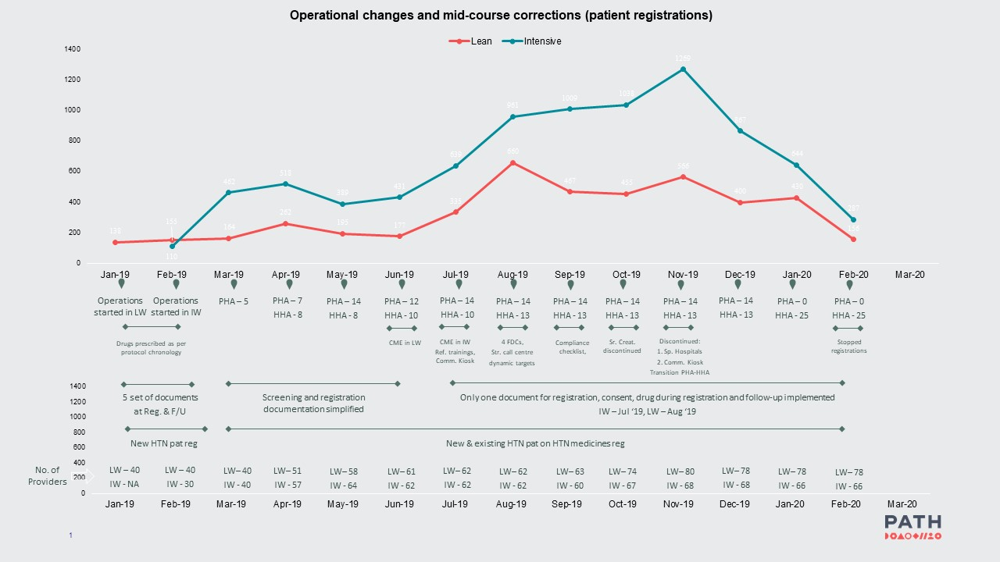 Operational changes and mid-course corrections (patient registrations)
Lean Intensive
1400
1200
1000
800
600
400
200
0
1269
961 1009 1038 867
660 644
462 518 431 639 487 455 566 400 430
138 155 164 262 195 177 287
110
Jan-19 Feb-19 Mar-19 Apr-19 May-19 Jun-19 Jul-19 Aug-19 Sep-19 Oct-19 Nov-19 Dec-19 Jan-20 Feb-20 Mar-20
Operations started in LW
Operations started in IW
PHA – 5
PHA – 7
HHA - 8
PHA – 14
HHA - 8
PHA – 12
HHA - 10
PHA – 14
HHA - 10
PHA – 14
HHA - 13
PHA – 14
HHA - 13
PHA – 14
HHA - 13
PHA – 14
HHA - 13
PHA – 14
HHA - 13
PHA – 0
HHA - 25
PHA – 0
HHA - 25
Drugs prescribed as per
protocol chronology
CME in LW
CME in IW
Ref. trainings,
Comm. Kiosk
4 FDCs,
Str. call centre
dynamic targets
Compliance
checklist,
Sr. Creat.
discontinued
Discontinued:
1. Sp. Hospitals
2. Comm. Kiosk
Transition PHA-HHA
Stopped
registrations
5 set of documents
at Reg. & F/U
Screening and registration
documentation simplified
Only one document for registration, consent, drug during registration and follow-up implemented
IW – Jul ‘19, LW – Aug ‘19
New HTN pat reg
New & existing HTN pat on HTN medicines reg
1400
1200
1000
800
600
400
200
0
No. of
Providers
LW – 40 LW – 40 LW–40 LW–51 LW–58 LW–61 LW–62 LW–62 LW–63 LW–74 LW–80 LW–78 LW–78 LW–78
IW - NA IW - 30 IW - 40 IW - 57 IW - 64 IW - 62 IW - 62 IW - 62 IW - 60 IW - 67 IW - 68 IW - 68 IW - 66 IW - 66
Jan-19 Feb-19 Mar-19 Apr-19 May-19 Jun-19 Jul-19 Aug-19 Sep-19 Oct-19 Nov-19 Dec-19 Jan-20 Feb-20 Mar-20
PATH
1